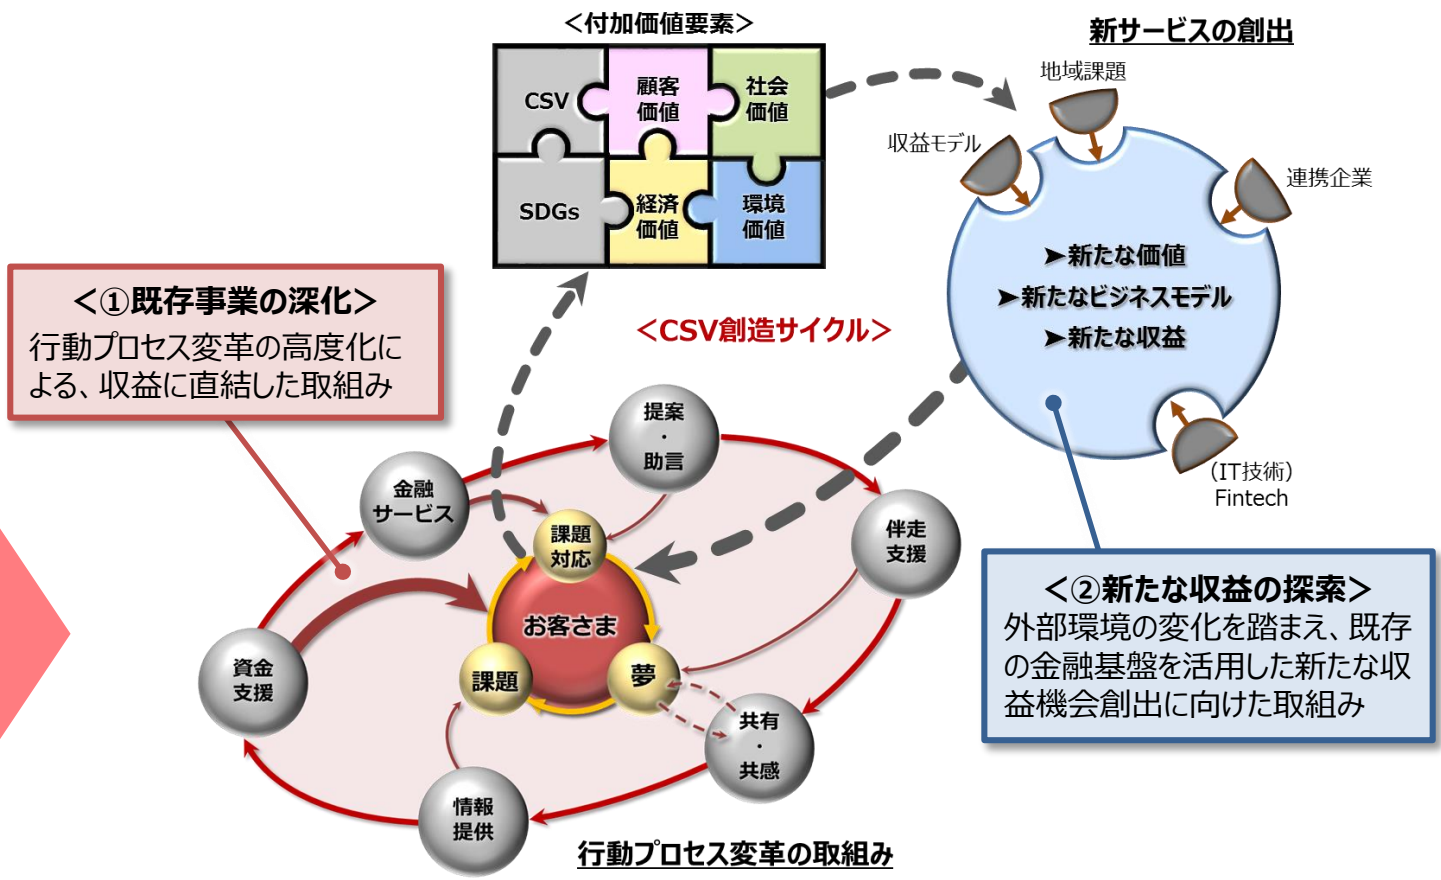 ＜付加価値要素＞
CSV
顧客
価値
社会
価値
SDGs
経済
価値
環境
価値
新サービスの創出
地域課題
収益モデル
連携企業
➤新たな価値
➤新たなビジネスモデル
➤新たな収益
（IT技術）
Fintech
＜①既存事業の深化＞
行動プロセス変革の高度化に
よる、収益に直結した取組み
＜CSV創造サイクル＞
提案
・
助言
金融
サービス
課題
対応
伴走
支援
お客さま
資金
支援
課題
夢
共有
・
共感
情報
提供
行動プロセス変革の取組み
＜②新たな収益の探索＞
外部環境の変化を踏まえ、既存
の金融基盤を活用した新たな収
益機会創出に向けた取組み